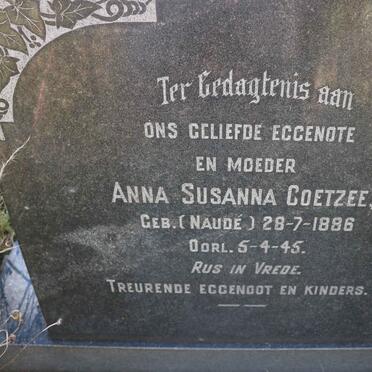 Ter Gedagtenis aan
ONS GELIEFDE EGGENOTE
EN MOEDER
ANNA SUSANNA COETZEE,
GEB. (NAUDÉ) 28-7-1886
OORL. 5-4-45.
RUS IN VREDE.
TREURENDE EGGENOOT EN KINDERS.